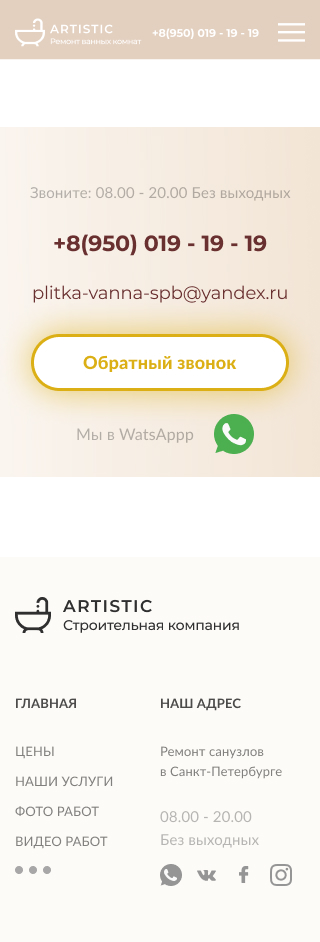 ARTISTIC
Ремонт ванных комнат
+8(950) 019 - 19 - 19
Звоните: 08.00 - 20.00 Без выходных
+8(950) 019 - 19 - 19
plitka-vanna-spb@yandex.ru
Обратный звонок
Мы в WatsAppp
ARTISTIC
Строительная компания
ГЛАВНАЯ
ЦЕНЫ
НАШИ УСЛУГИ
ФОТО РАБОТ
ВИДЕО РАБОТ
НАШ АДРЕС
Ремонт санузлов
в Санкт-Петербурге
08.00 - 20.00
Без выходных